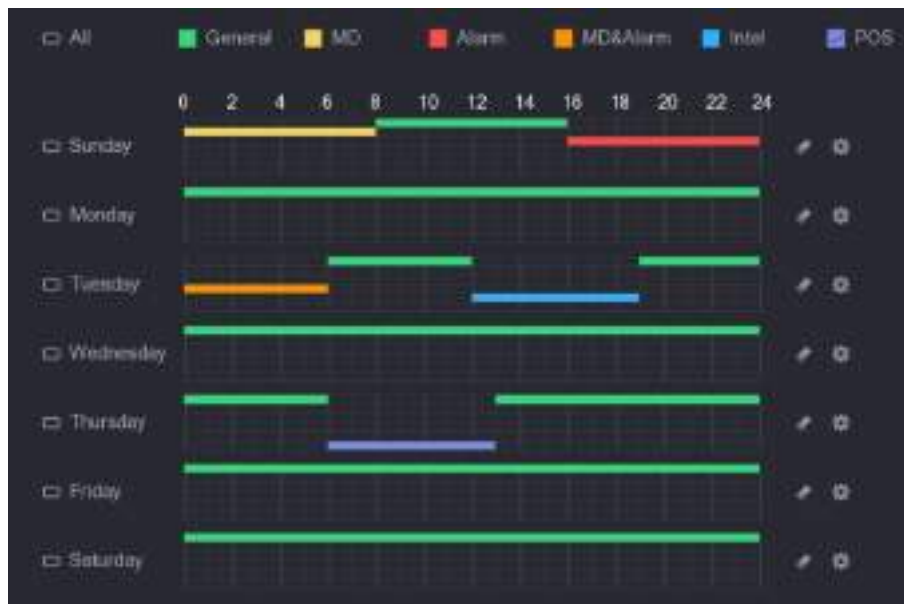 All General MD Alarm MD&Alarm Intel POS
0 2 4 6 8 10 12 14 16 18 20 22 24
Sunday
Monday
Tuesday
Wednesday
Thursday
Friday
Saturday